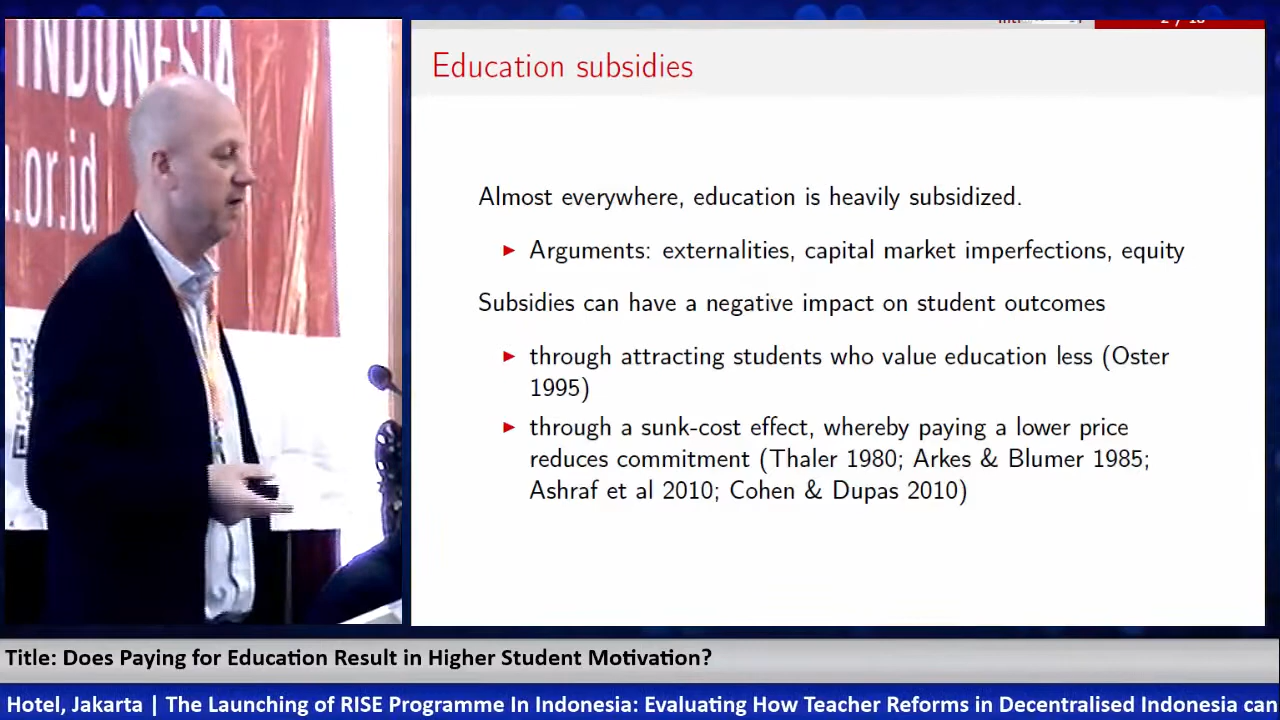 INDONESIA
.or.id
2 / 18
Education subsidies
Almost everywhere, education is heavily subsidized.
▶ Arguments: externalities, capital market imperfections, equity
Subsidies can have a negative impact on student outcomes
▶ through attracting students who value education less (Oster
1995)
▶ through a sunk-cost effect, whereby paying a lower price
reduces commitment (Thaler 1980; Arkes & Blumer 1985;
Ashraf et al 2010; Cohen & Dupas 2010)
Title: Does Paying for Education Result in Higher Student Motivation?
Hotel, Jakarta | The Launching of RISE Programme In Indonesia: Evaluating How Teacher Reforms in Decentralised Indonesia can